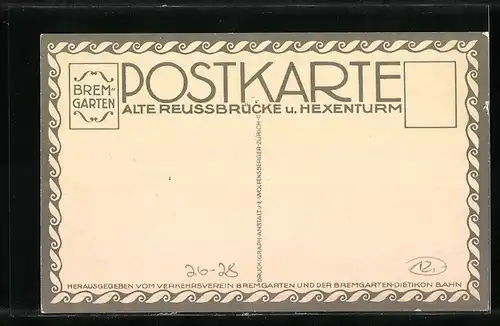 BREM=
GARTEN
POSTKARTE
ALTE REUSSBRÜCKE u. HEXENTURM
DRUCK: GRAPH. ANSTALT J. E. WOLFENSBERGER · ZÜRICH
26-28
12,-
HERAUSGEGEBEN VOM VERKEHRSVEREIN BREMGARTEN UND DER BREMGARTEN-DIETIKON BAHN